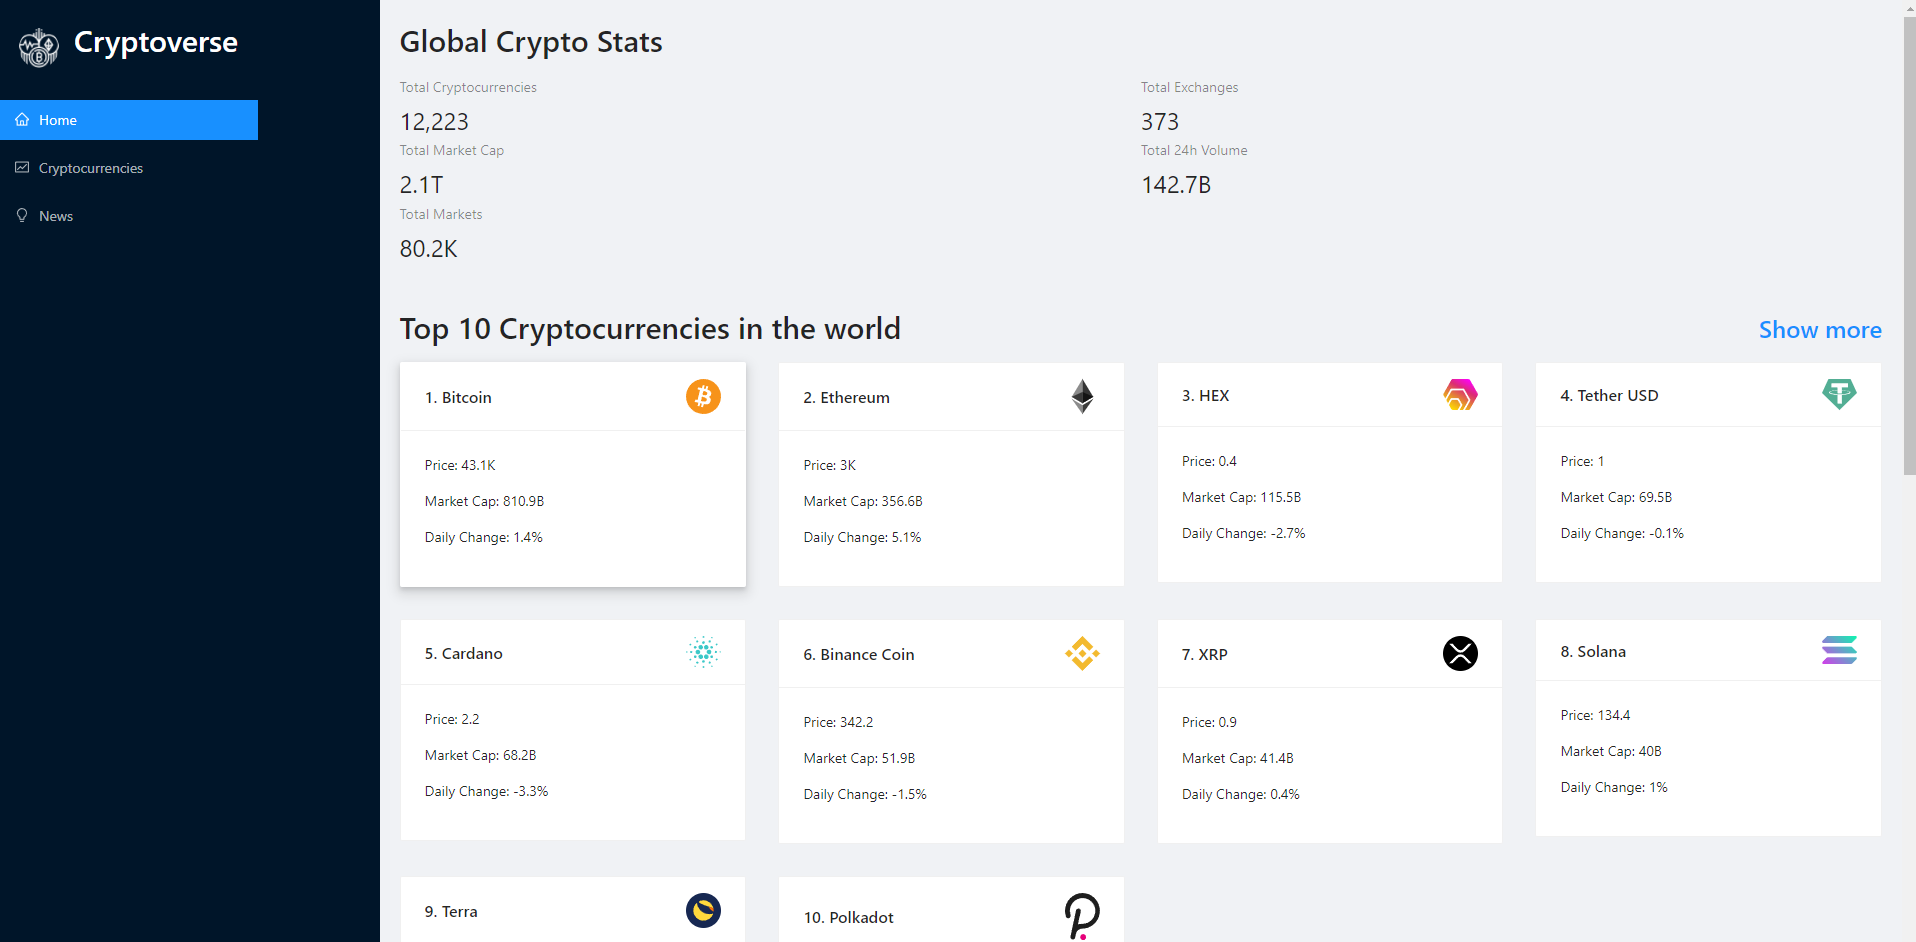 Cryptoverse
Home
Cryptocurrencies
News
Global Crypto Stats
Total Cryptocurrencies
12,223
Total Exchanges
373
Total Market Cap
2.1T
Total 24h Volume
142.7B
Total Markets
80.2K
Top 10 Cryptocurrencies in the world
Show more
1. Bitcoin
Price: 43.1K
Market Cap: 810.9B
Daily Change: 1.4%
2. Ethereum
Price: 3K
Market Cap: 356.6B
Daily Change: 5.1%
3. HEX
Price: 0.4
Market Cap: 115.5B
Daily Change: -2.7%
4. Tether USD
Price: 1
Market Cap: 69.5B
Daily Change: -0.1%
5. Cardano
Price: 2.2
Market Cap: 68.2B
Daily Change: -3.3%
6. Binance Coin
Price: 342.2
Market Cap: 51.9B
Daily Change: -1.5%
7. XRP
Price: 0.9
Market Cap: 41.4B
Daily Change: 0.4%
8. Solana
Price: 134.4
Market Cap: 40B
Daily Change: 1%
9. Terra
10. Polkadot